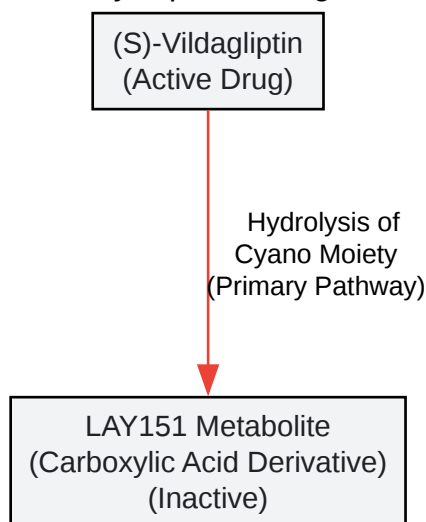 (S)-Vildagliptin
(Active Drug)
Hydrolysis of
Cyano Moiety
(Primary Pathway)
LAY151 Metabolite
(Carboxylic Acid Derivative)
(Inactive)